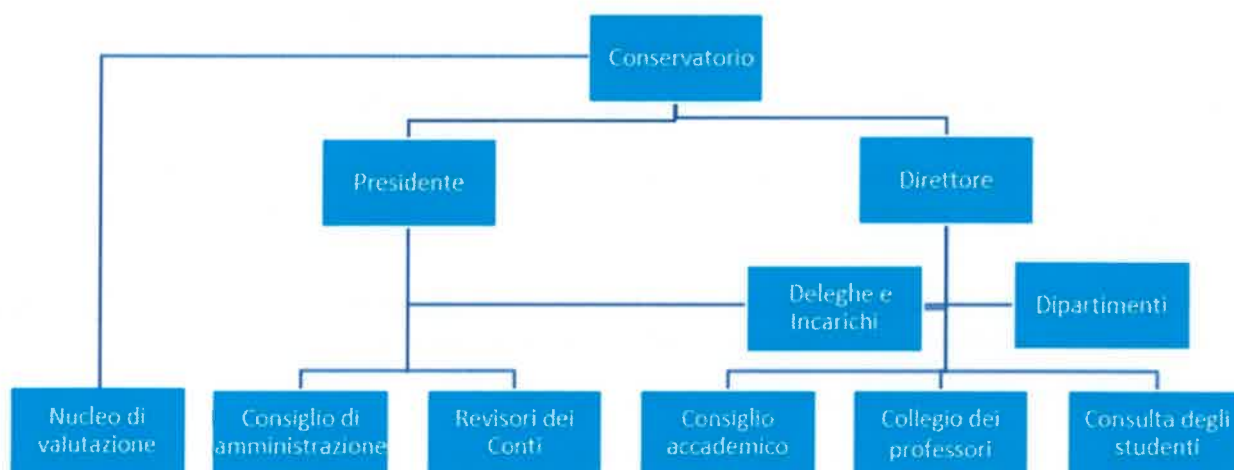 Conservatorio
Presidente
Direttore
Deleghe e
Incarichi
Dipartimenti
Nucleo di
valutazione
Consiglio di
amministrazione
Revisori dei
Conti
Consiglio
accademico
Collegio dei
professori
Consulta degli
studenti